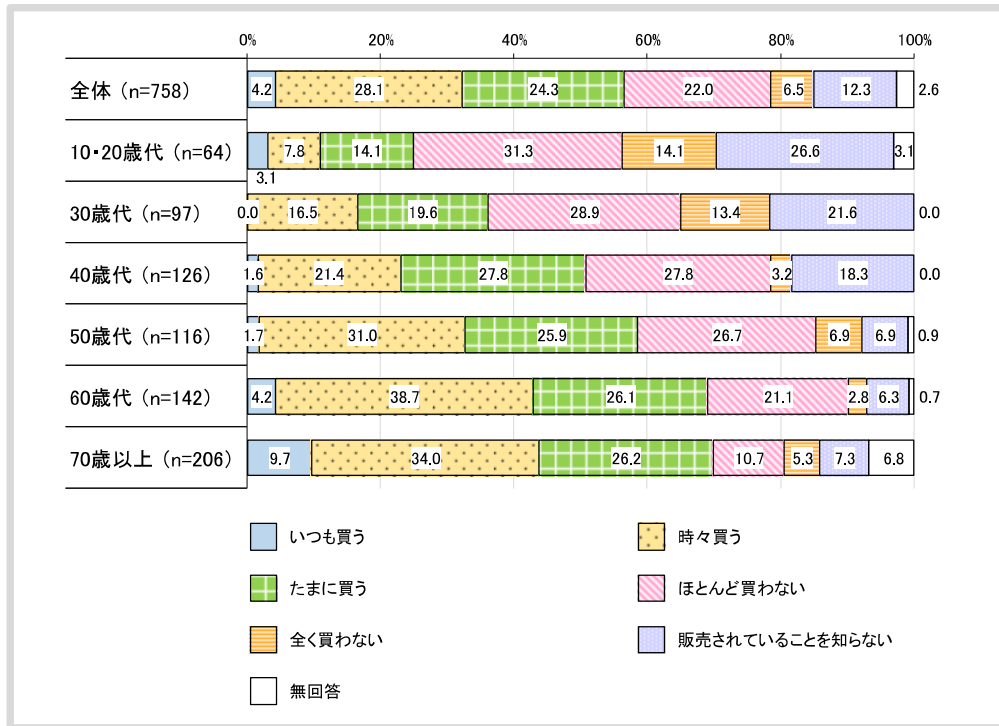 0% 20% 40% 60% 80% 100%
全体（n=758） 4.2 28.1 24.3 22.0 6.5 12.3 2.6
10・20歳代（n=64） 7.8 14.1 31.3 14.1 26.6 3.1
3.1
30歳代（n=97） 0.0 16.5 19.6 28.9 13.4 21.6 0.0
40歳代（n=126） 1.6 21.4 27.8 27.8 3.2 18.3 0.0
50歳代（n=116） 1.7 31.0 25.9 26.7 6.9 6.9 0.9
60歳代（n=142） 4.2 38.7 26.1 21.1 2.8 6.3 0.7
70歳以上（n=206） 9.7 34.0 26.2 10.7 5.3 7.3 6.8
いつも買う 時々買う
たまに買う ほとんど買わない
全く買わない 販売されていることを知らない
無回答